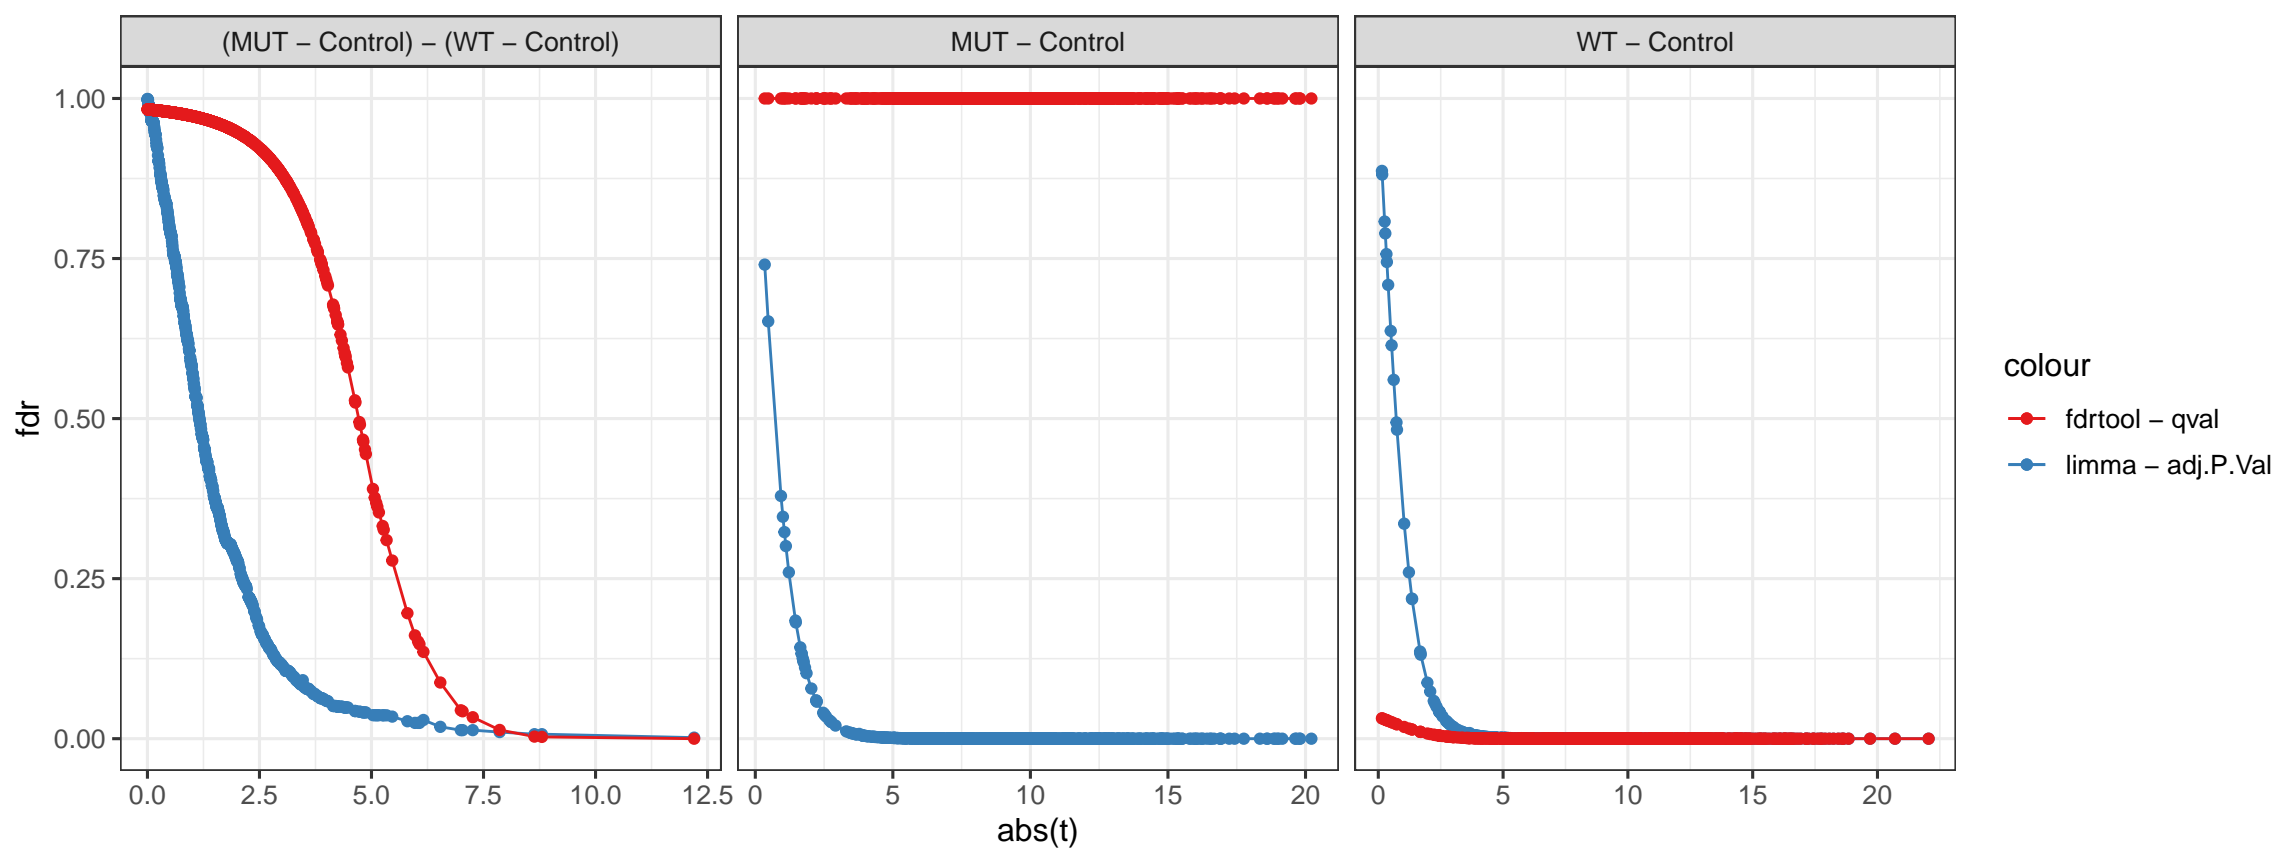 (MUT − Control) − (WT − Control)
MUT − Control
WT − Control
1.00
0.75
0.50
0.25
0.00
fdr
0.0 2.5 5.0 7.5 10.0 12.5
0 5 10 15 20
0 5 10 15 20
abs(t)
colour
fdrtool − qval
limma − adj.P.Val